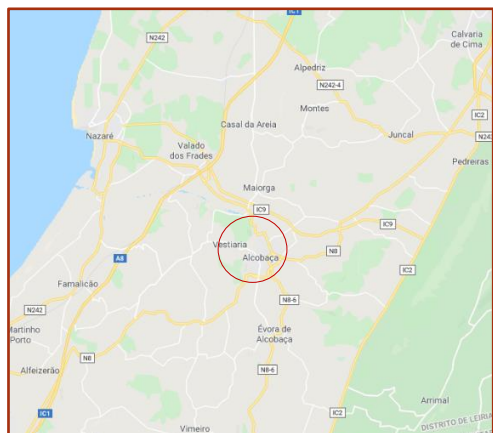 IC1
N242
Calvaria
de Cima
Alpedriz
N242-4
Montes
IC2
Casal da Areia
Nazaré
Juncal
N242
Valado
dos Frades
Pedreiras
Maiorga
IC9
IC9
Vestiaria
N8
A8
Alcobaça
IC2
Famalicão
N8-6
N242
Martinho
Porto
Évora de
Alcobaça
N8
Alfeizerão
N8-6
Arrimal
IC1
IC2
DISTRITO DE LEIRIA
Vimeiro